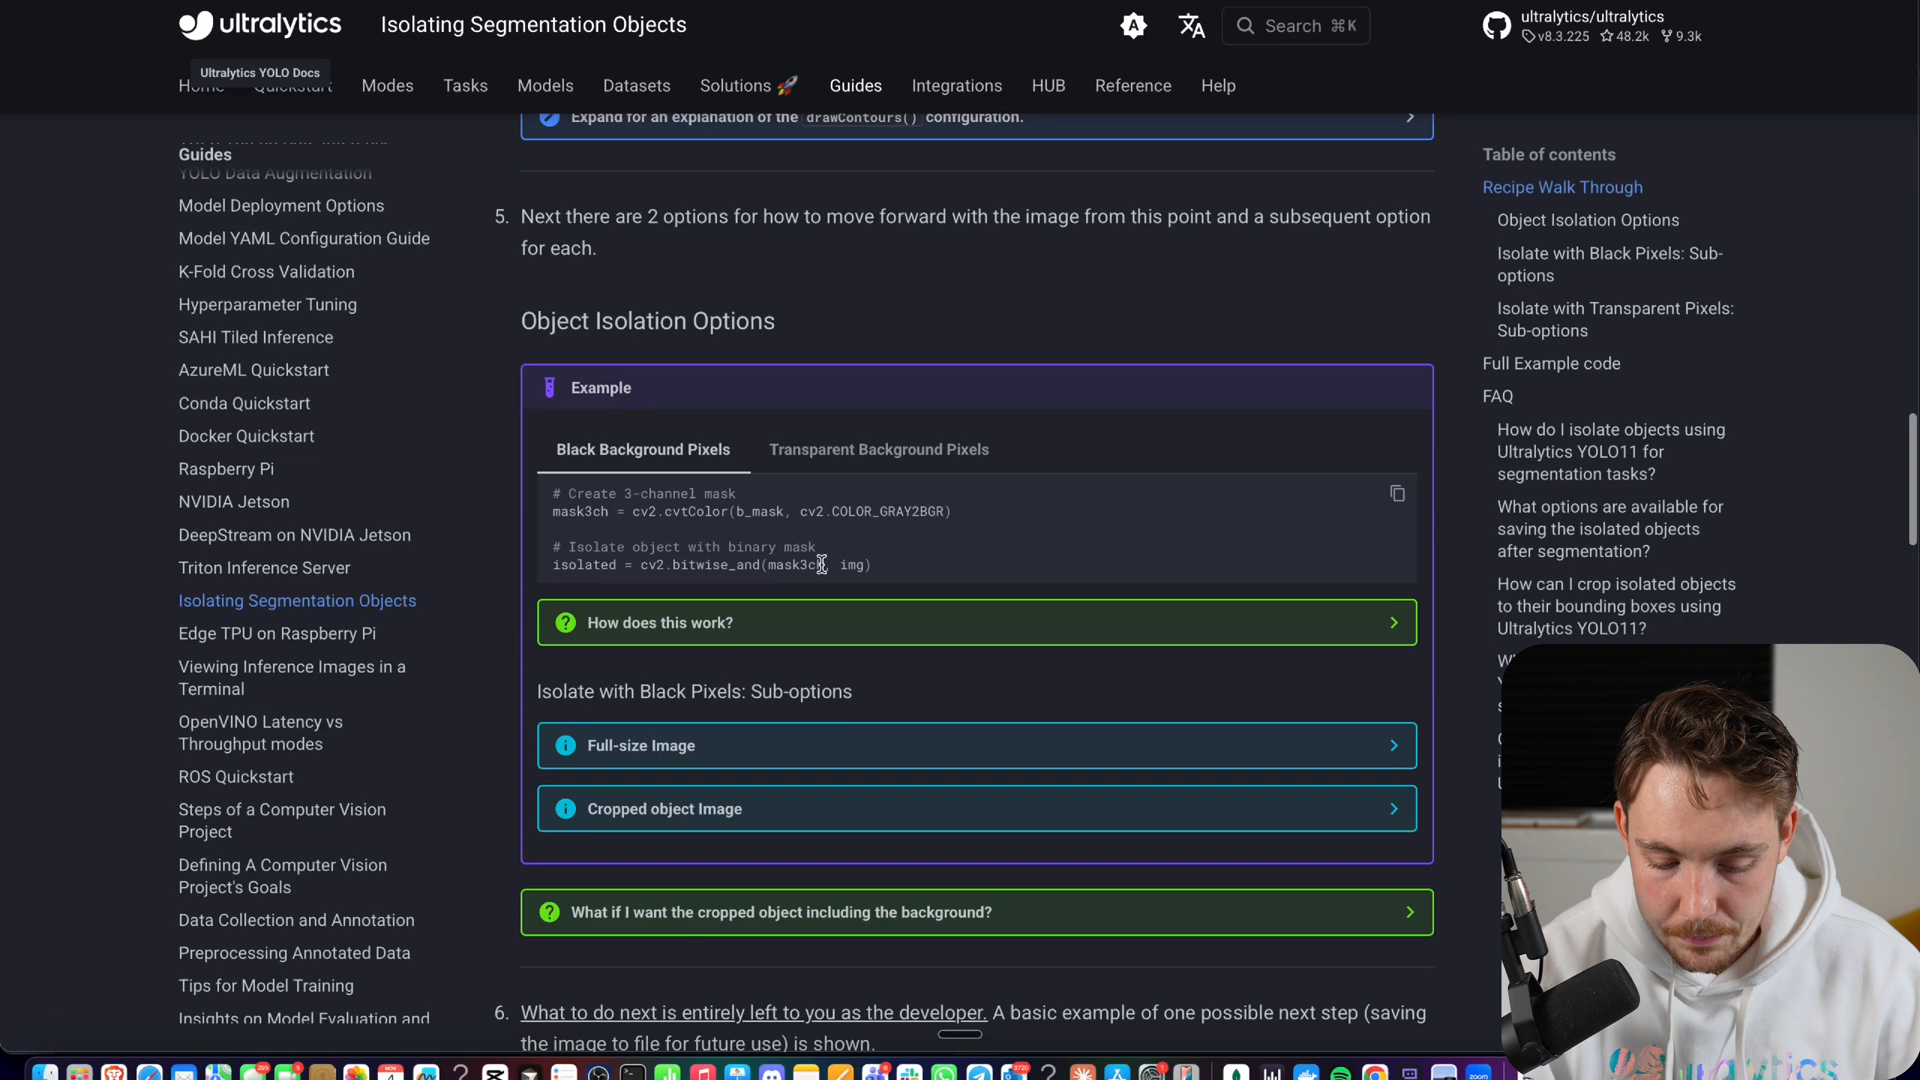 ultralytics
Isolating Segmentation Objects
Search ⌘K
ultralytics/ultralytics
v8.3.225 48.2k 9.3k
Ultralytics YOLO Docs
Home Quickstart Modes Tasks Models Datasets Solutions 🚀 Guides Integrations HUB Reference Help
Guides
YOLO Data Augmentation
Model Deployment Options
Model YAML Configuration Guide
K-Fold Cross Validation
Hyperparameter Tuning
SAHI Tiled Inference
AzureML Quickstart
Conda Quickstart
Docker Quickstart
Raspberry Pi
NVIDIA Jetson
DeepStream on NVIDIA Jetson
Triton Inference Server
Isolating Segmentation Objects
Edge TPU on Raspberry Pi
Viewing Inference Images in a
Terminal
OpenVINO Latency vs
Throughput modes
ROS Quickstart
Steps of a Computer Vision
Project
Defining A Computer Vision
Project's Goals
Data Collection and Annotation
Preprocessing Annotated Data
Tips for Model Training
Insights on Model Evaluation and
Expand for an explanation of the drawContours() configuration.
5. Next there are 2 options for how to move forward with the image from this point and a subsequent option
for each.
Object Isolation Options
Example
Black Background Pixels Transparent Background Pixels
# Create 3-channel mask
mask3ch = cv2.cvtColor(b_mask, cv2.COLOR_GRAY2BGR)
# Isolate object with binary mask
isolated = cv2.bitwise_and(mask3ch, img)
How does this work?
Isolate with Black Pixels: Sub-options
Full-size Image
Cropped object Image
What if I want the cropped object including the background?
6. What to do next is entirely left to you as the developer. A basic example of one possible next step (saving
the image to file for future use) is shown.
Table of contents
Recipe Walk Through
Object Isolation Options
Isolate with Black Pixels: Sub-
options
Isolate with Transparent Pixels:
Sub-options
Full Example code
FAQ
How do I isolate objects using
Ultralytics YOLO11 for
segmentation tasks?
What options are available for
saving the isolated objects
after segmentation?
How can I crop isolated objects
to their bounding boxes using
Ultralytics YOLO11?
zoom